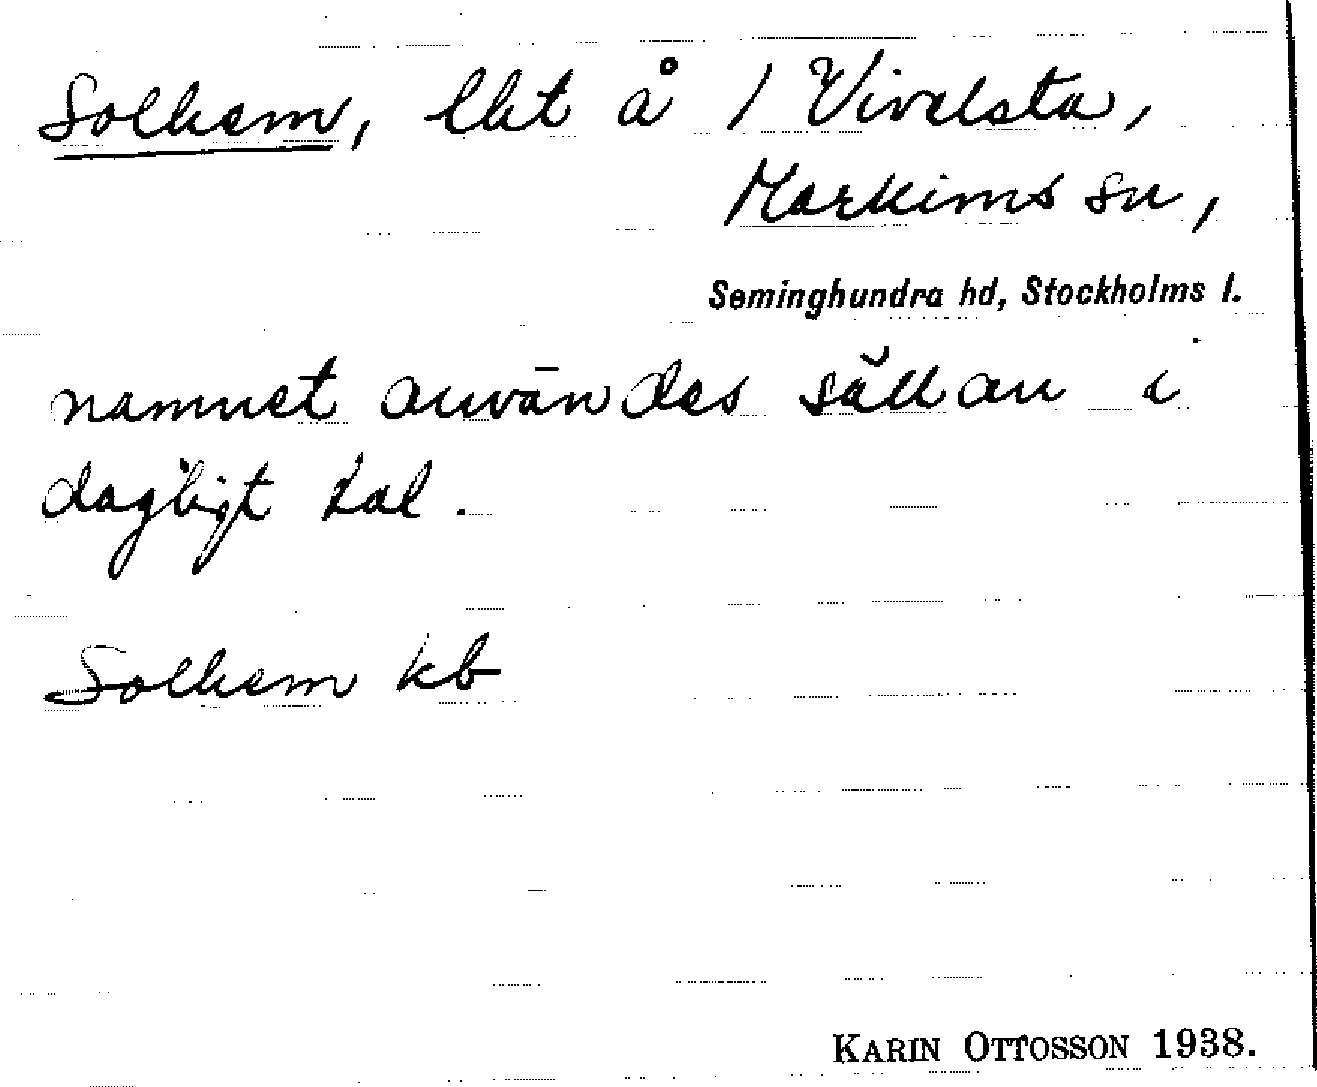 Solhem, lht å 1 Vivelsta,
Markims sn,
Seminghundra hd, Stockholms l.
namnet användes sällan i
dagligt tal.
Solhem kb
KARIN OTTOSSON 1938.